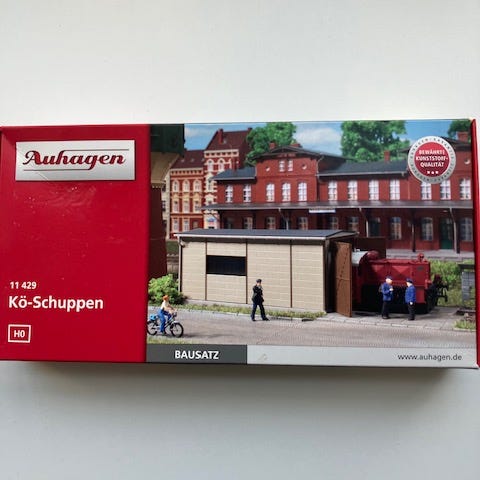 Auhagen
BEWÄHRTE
KUNSTSTOFF-
QUALITÄT
11 429
Kö-Schuppen
H0
BAUSATZ
www.auhagen.de